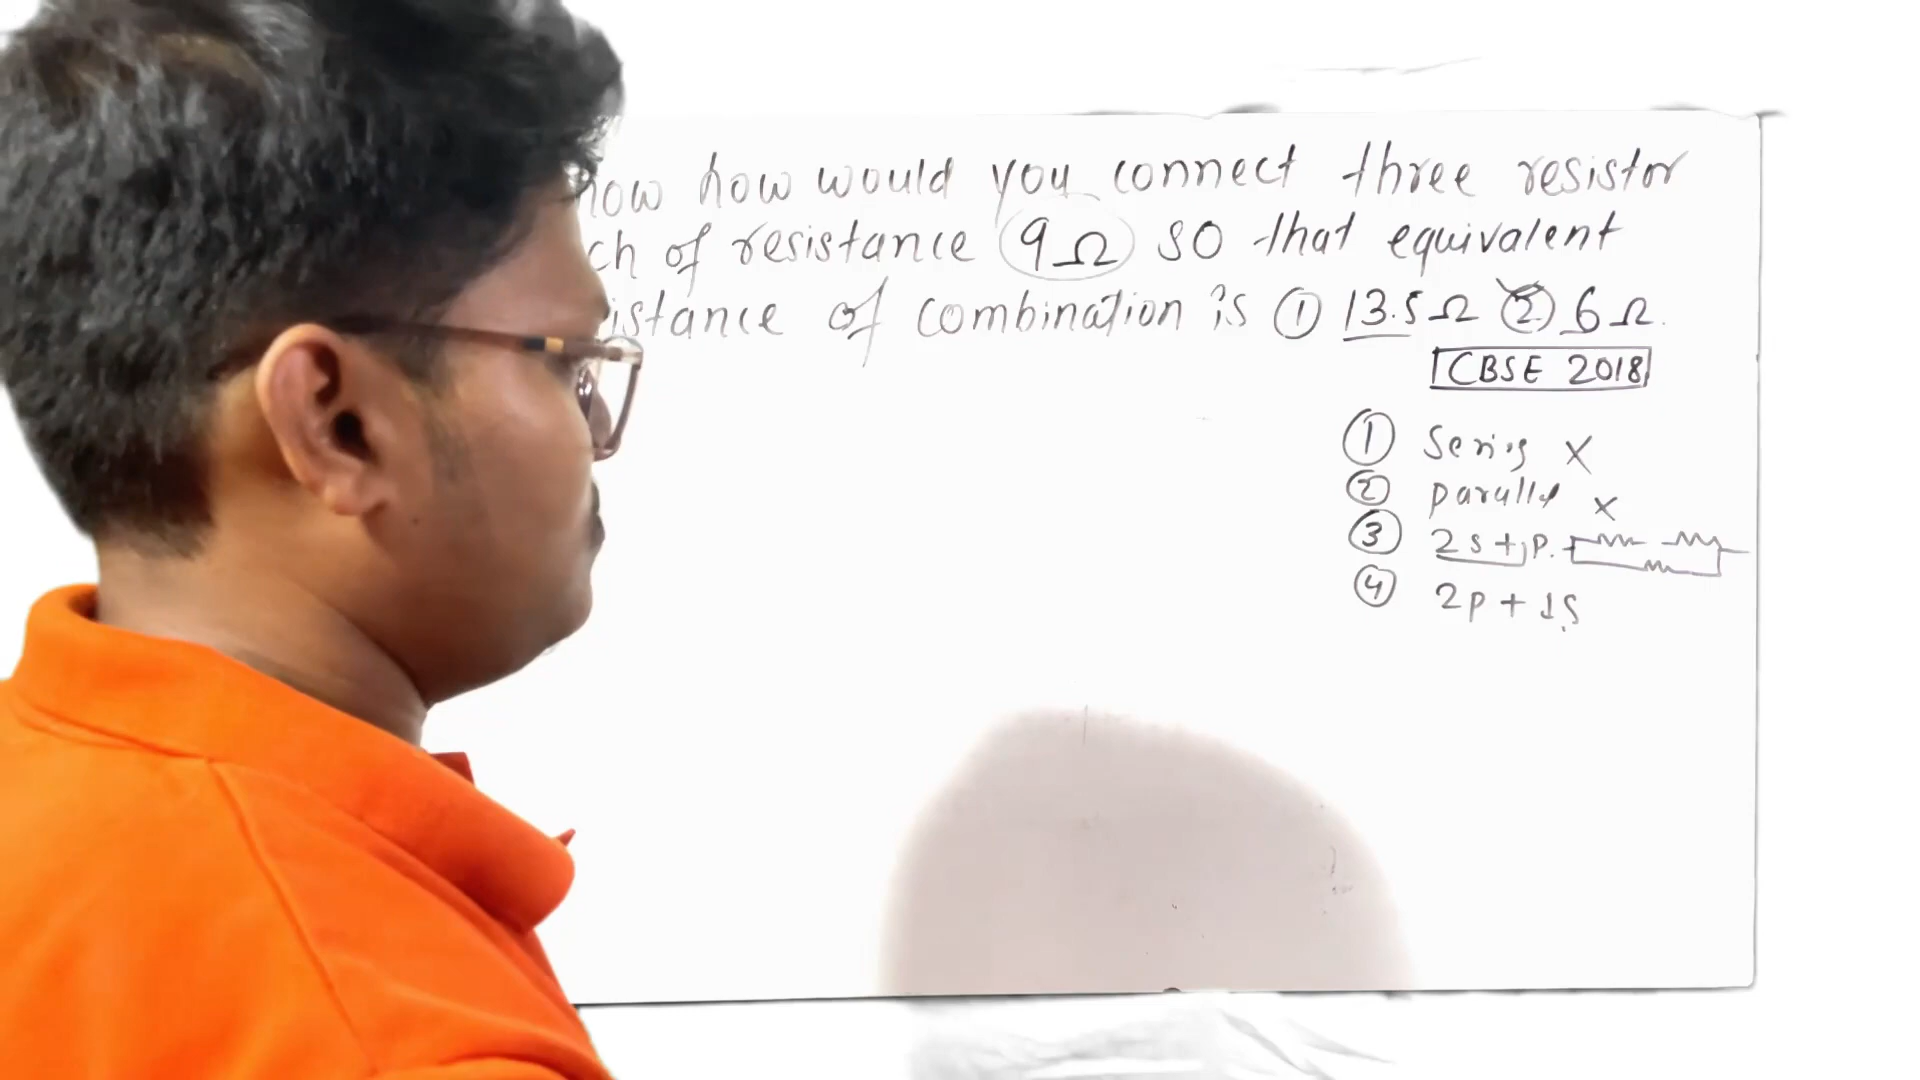 how how would you connect three resistor
ch of resistance 9Ω so that equivalent
istance of combination is ① 13.5Ω ② 6Ω.
CBSE 2018
① Series ×
② parallel ×
③ 2s + p.
④ 2p + 1s